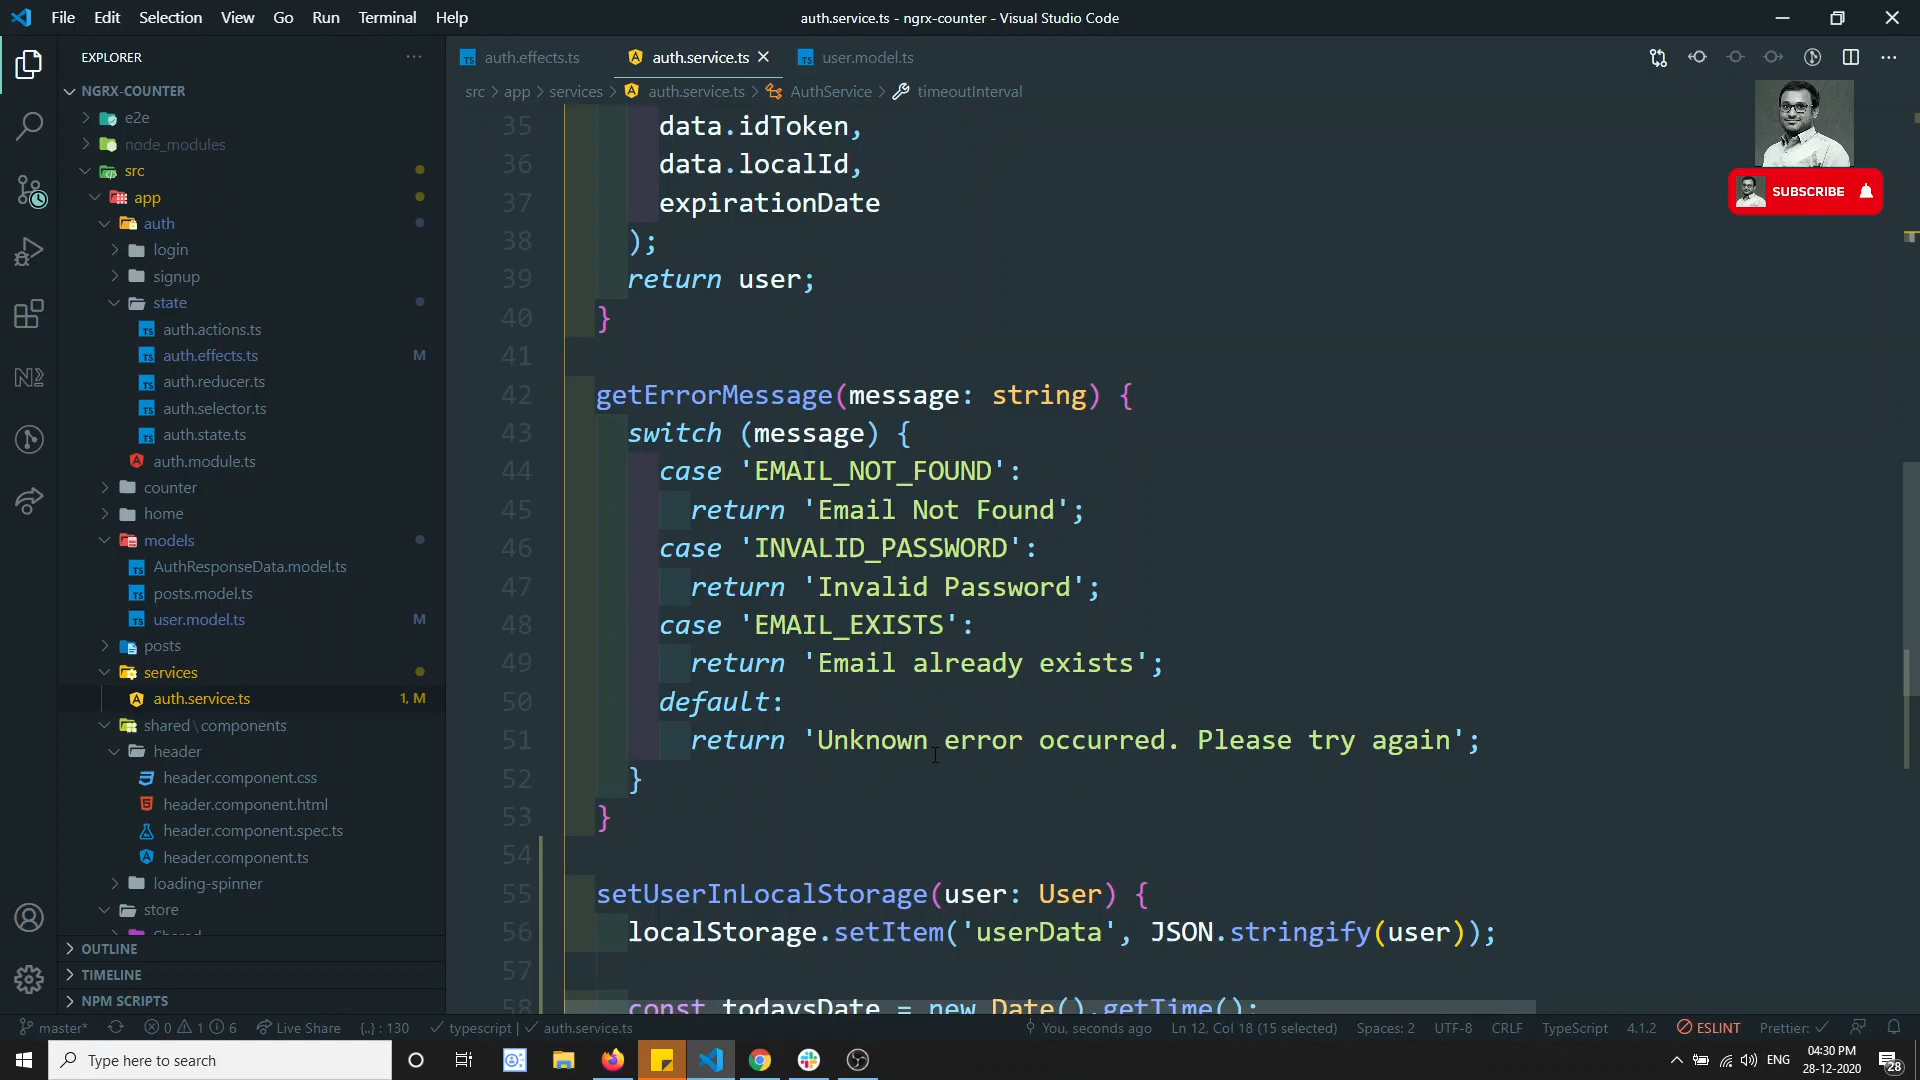 File Edit Selection View Go Run Terminal Help
auth.service.ts - ngrx-counter - Visual Studio Code
EXPLORER
auth.effects.ts
auth.service.ts
user.model.ts
NGRX-COUNTER
src > app > services > auth.service.ts > AuthService > timeoutInterval
e2e
node_modules
src
app
auth
login
signup
state
auth.actions.ts
auth.effects.ts M
auth.reducer.ts
auth.selector.ts
auth.state.ts
auth.module.ts
counter
home
models
AuthResponseData.model.ts
posts.model.ts
user.model.ts M
posts
services
auth.service.ts 1, M
shared \ components
header
header.component.css
header.component.html
header.component.spec.ts
header.component.ts
loading-spinner
store
Shared
OUTLINE
TIMELINE
NPM SCRIPTS
35 data.idToken,
36 data.localId,
37 expirationDate
38 );
39 return user;
40 }
41
42 getErrorMessage(message: string) {
43 switch (message) {
44 case 'EMAIL_NOT_FOUND':
45 return 'Email Not Found';
46 case 'INVALID_PASSWORD':
47 return 'Invalid Password';
48 case 'EMAIL_EXISTS':
49 return 'Email already exists';
50 default:
51 return 'Unknown error occurred. Please try again';
52 }
53 }
54
55 setUserInLocalStorage(user: User) {
56 localStorage.setItem('userData', JSON.stringify(user));
57
58 const todaysDate = new Date().getTime();
SUBSCRIBE
master* 0 1 6 Live Share {..} : 130 typescript | auth.service.ts
You, seconds ago Ln 12, Col 18 (15 selected) Spaces: 2 UTF-8 CRLF TypeScript 4.1.2 ESLINT Prettier:
Type here to search
ENG
04:30 PM
28-12-2020
28